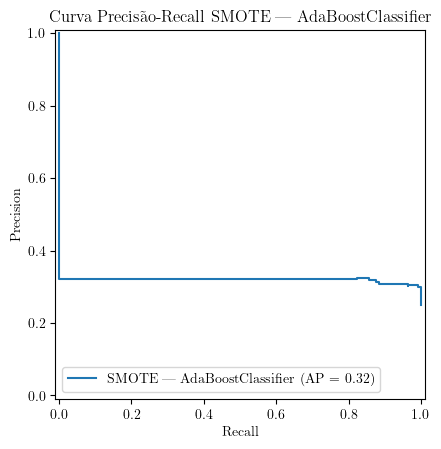 Curva Precisão-Recall SMOTE — AdaBoostClassifier
1.0
0.8
0.6
0.4
0.2
0.0
Precision
SMOTE — AdaBoostClassifier (AP = 0.32)
0.0 0.2 0.4 0.6 0.8 1.0
Recall